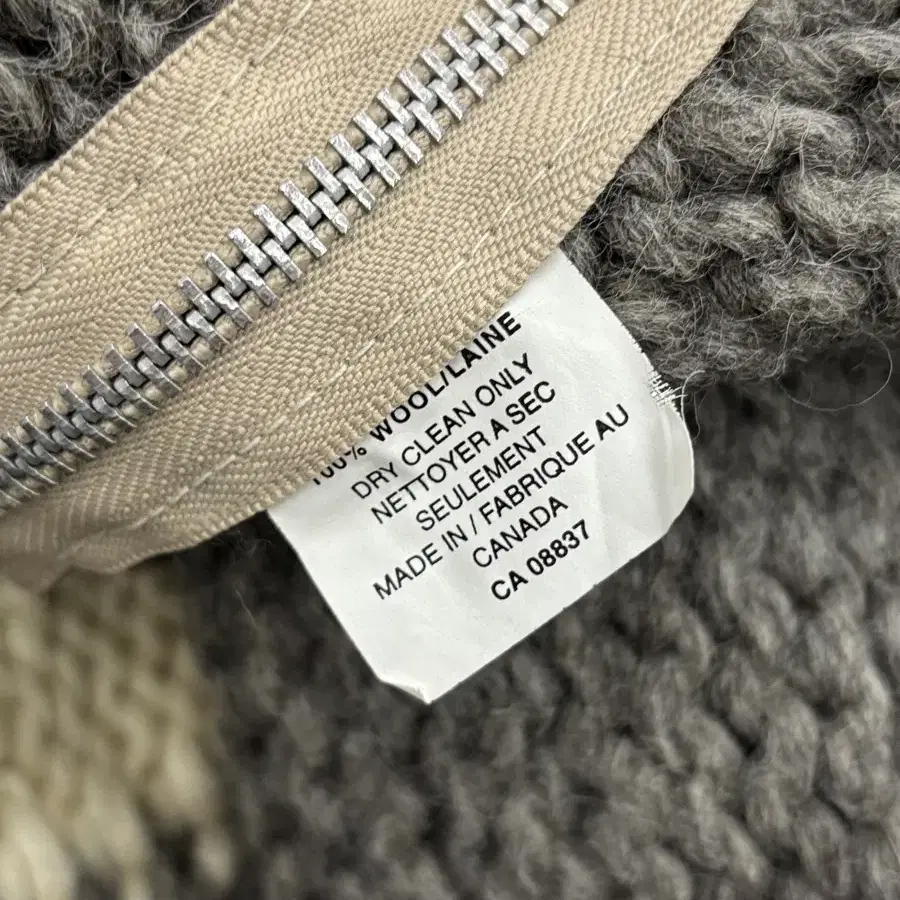 100% WOOL/LAINE
DRY CLEAN ONLY
NETTOYER A SEC
SEULEMENT
MADE IN / FABRIQUE AU
CANADA
CA 08837